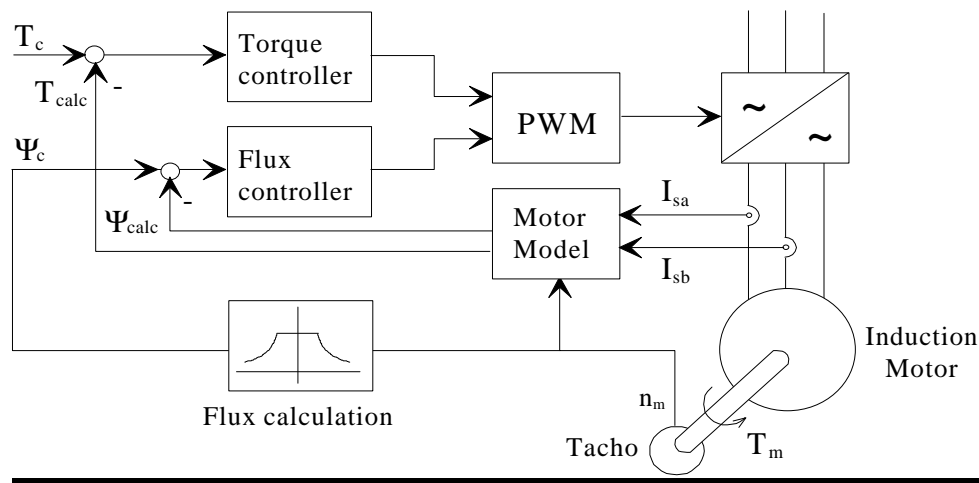 T_c
Torque
controller
T_calc
-
PWM
~
~
Ψ_c
Flux
controller
-
Ψ_calc
Motor
Model
I_sa
I_sb
Induction
Motor
Flux calculation
n_m
Tacho
T_m